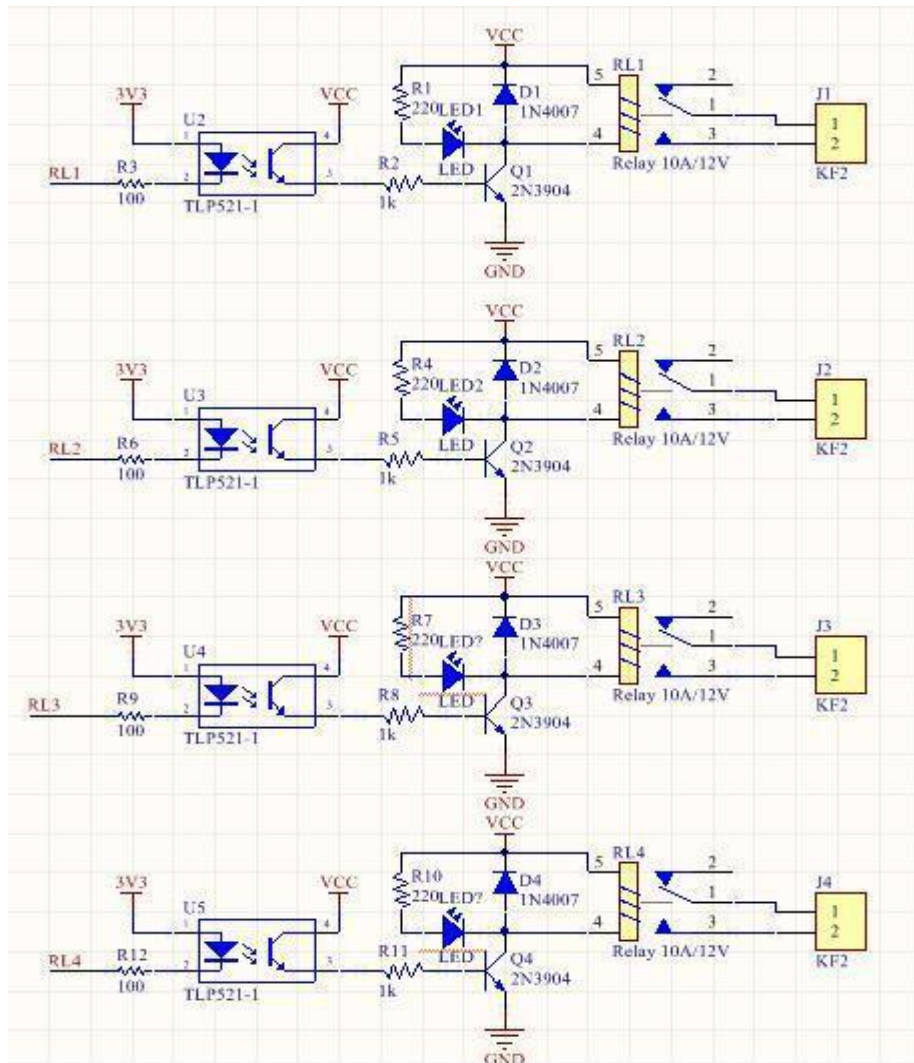 VCC
RL1
5
2
R1
220
LED1
D1
1N4007
1
J1
3V3
VCC
1
2
U2
1
4
4
3
RL1
R3
100
2
3
R2
1k
LED
Q1
2N3904
Relay 10A/12V
KF2
TLP521-1
GND
VCC
RL2
5
2
R4
220
LED2
D2
1N4007
1
J2
3V3
VCC
1
2
U3
1
4
4
3
RL2
R6
100
2
3
R5
1k
LED
Q2
2N3904
Relay 10A/12V
KF2
TLP521-1
GND
VCC
RL3
5
2
R7
220
LED?
D3
1N4007
1
J3
3V3
VCC
1
2
U4
1
4
4
3
RL3
R9
100
2
3
R8
1k
LED
Q3
2N3904
Relay 10A/12V
KF2
TLP521-1
GND
VCC
RL4
5
2
R10
220
LED?
D4
1N4007
1
J4
3V3
VCC
1
2
U5
1
4
4
3
RL4
R12
100
2
3
R11
1k
LED
Q4
2N3904
Relay 10A/12V
KF2
TLP521-1
GND